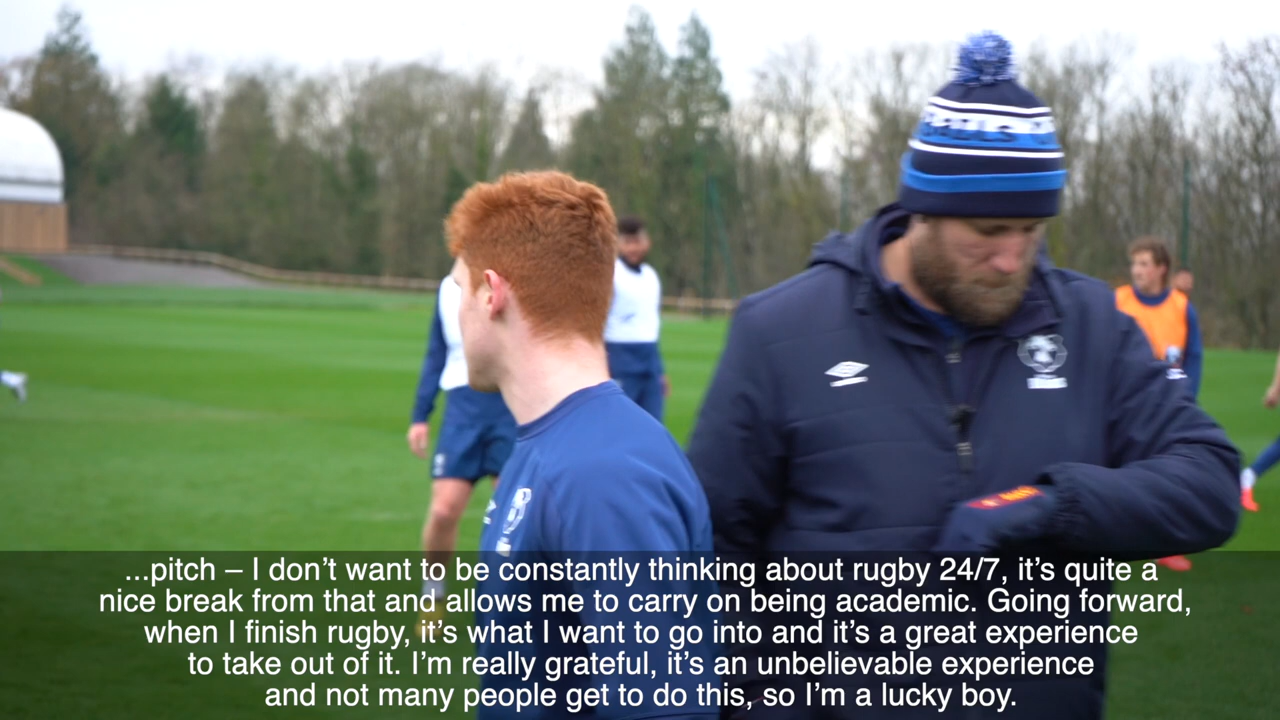 ...pitch – I don’t want to be constantly thinking about rugby 24/7, it’s quite a
nice break from that and allows me to carry on being academic. Going forward,
when I finish rugby, it’s what I want to go into and it’s a great experience
to take out of it. I’m really grateful, it’s an unbelievable experience
and not many people get to do this, so I’m a lucky boy.